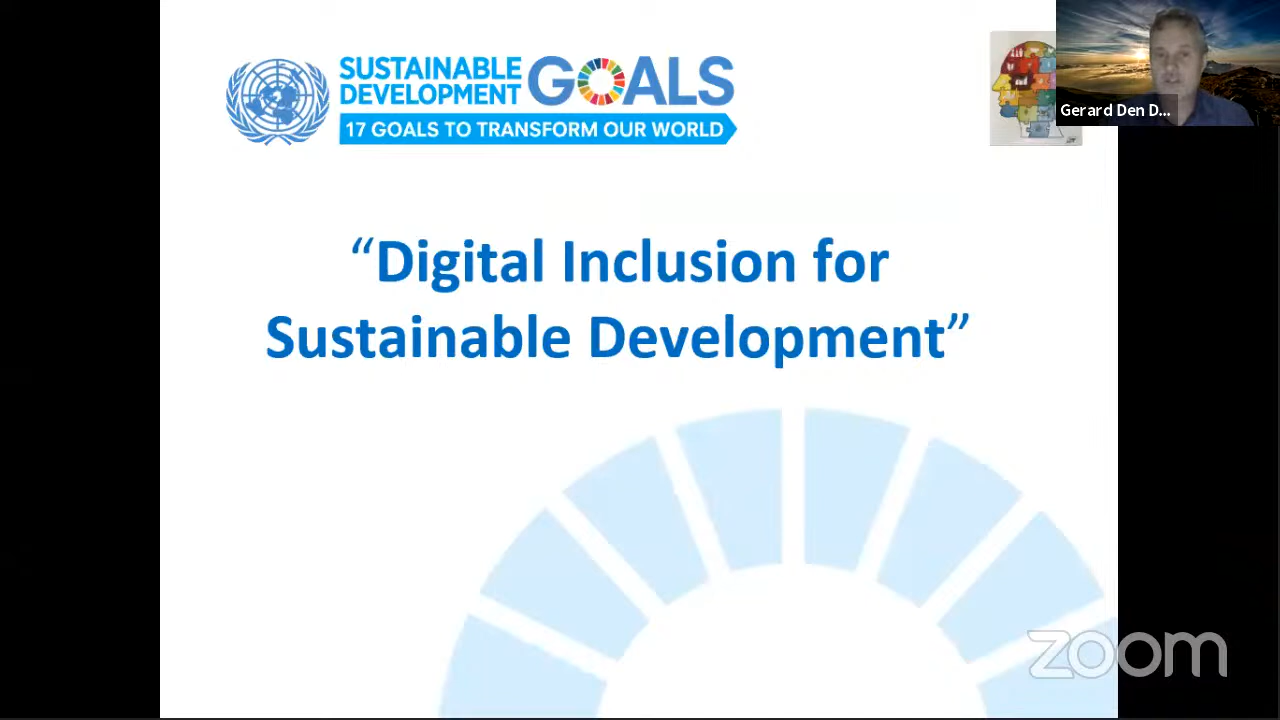 SUSTAINABLE
DEVELOPMENT GOALS
17 GOALS TO TRANSFORM OUR WORLD
Gerard Den D...
“Digital Inclusion for
Sustainable Development”
zoom